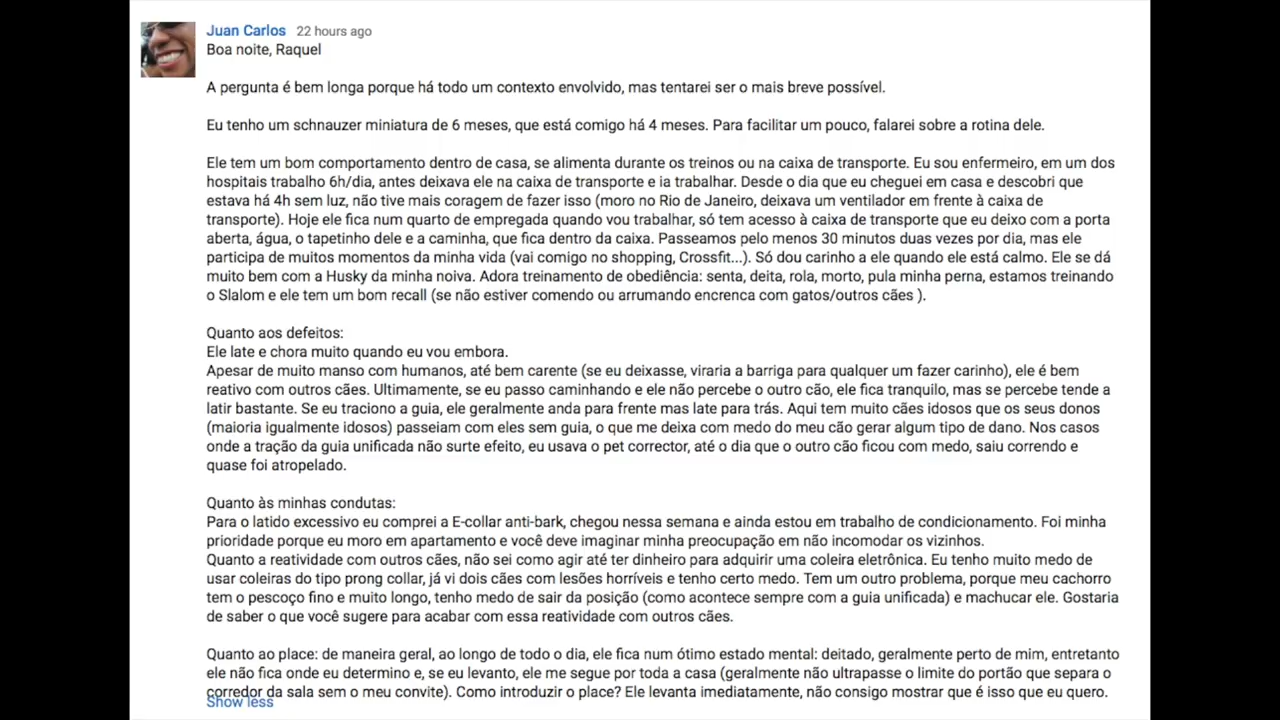 Juan Carlos 22 hours ago
Boa noite, Raquel
A pergunta é bem longa porque há todo um contexto envolvido, mas tentarei ser o mais breve possível.
Eu tenho um schnauzer miniatura de 6 meses, que está comigo há 4 meses. Para facilitar um pouco, falarei sobre a rotina dele.
Ele tem um bom comportamento dentro de casa, se alimenta durante os treinos ou na caixa de transporte. Eu sou enfermeiro, em um dos
hospitais trabalho 6h/dia, antes deixava ele na caixa de transporte e ia trabalhar. Desde o dia que eu cheguei em casa e descobri que
estava há 4h sem luz, não tive mais coragem de fazer isso (moro no Rio de Janeiro, deixava um ventilador em frente à caixa de
transporte). Hoje ele fica num quarto de empregada quando vou trabalhar, só tem acesso à caixa de transporte que eu deixo com a porta
aberta, água, o tapetinho dele e a caminha, que fica dentro da caixa. Passeamos pelo menos 30 minutos duas vezes por dia, mas ele
participa de muitos momentos da minha vida (vai comigo no shopping, Crossfit...). Só dou carinho a ele quando ele está calmo. Ele se dá
muito bem com a Husky da minha noiva. Adora treinamento de obediência: senta, deita, rola, morto, pula minha perna, estamos treinando
o Slalom e ele tem um bom recall (se não estiver comendo ou arrumando encrenca com gatos/outros cães ).
Quanto aos defeitos:
Ele late e chora muito quando eu vou embora.
Apesar de muito manso com humanos, até bem carente (se eu deixasse, viraria a barriga para qualquer um fazer carinho), ele é bem
reativo com outros cães. Ultimamente, se eu passo caminhando e ele não percebe o outro cão, ele fica tranquilo, mas se percebe tende a
latir bastante. Se eu traciono a guia, ele geralmente anda para frente mas late para trás. Aqui tem muito cães idosos que os seus donos
(maioria igualmente idosos) passeiam com eles sem guia, o que me deixa com medo do meu cão gerar algum tipo de dano. Nos casos
onde a tração da guia unificada não surte efeito, eu usava o pet corrector, até o dia que o outro cão ficou com medo, saiu correndo e
quase foi atropelado.
Quanto às minhas condutas:
Para o latido excessivo eu comprei a E-collar anti-bark, chegou nessa semana e ainda estou em trabalho de condicionamento. Foi minha
prioridade porque eu moro em apartamento e você deve imaginar minha preocupação em não incomodar os vizinhos.
Quanto a reatividade com outros cães, não sei como agir até ter dinheiro para adquirir uma coleira eletrônica. Eu tenho muito medo de
usar coleiras do tipo prong collar, já vi dois cães com lesões horríveis e tenho certo medo. Tem um outro problema, porque meu cachorro
tem o pescoço fino e muito longo, tenho medo de sair da posição (como acontece sempre com a guia unificada) e machucar ele. Gostaria
de saber o que você sugere para acabar com essa reatividade com outros cães.
Quanto ao place: de maneira geral, ao longo de todo o dia, ele fica num ótimo estado mental: deitado, geralmente perto de mim, entretanto
ele não fica onde eu determino e, se eu levanto, ele me segue por toda a casa (geralmente não ultrapasse o limite do portão que separa o
corredor da sala sem o meu convite). Como introduzir o place? Ele levanta imediatamente, não consigo mostrar que é isso que eu quero.
Show less